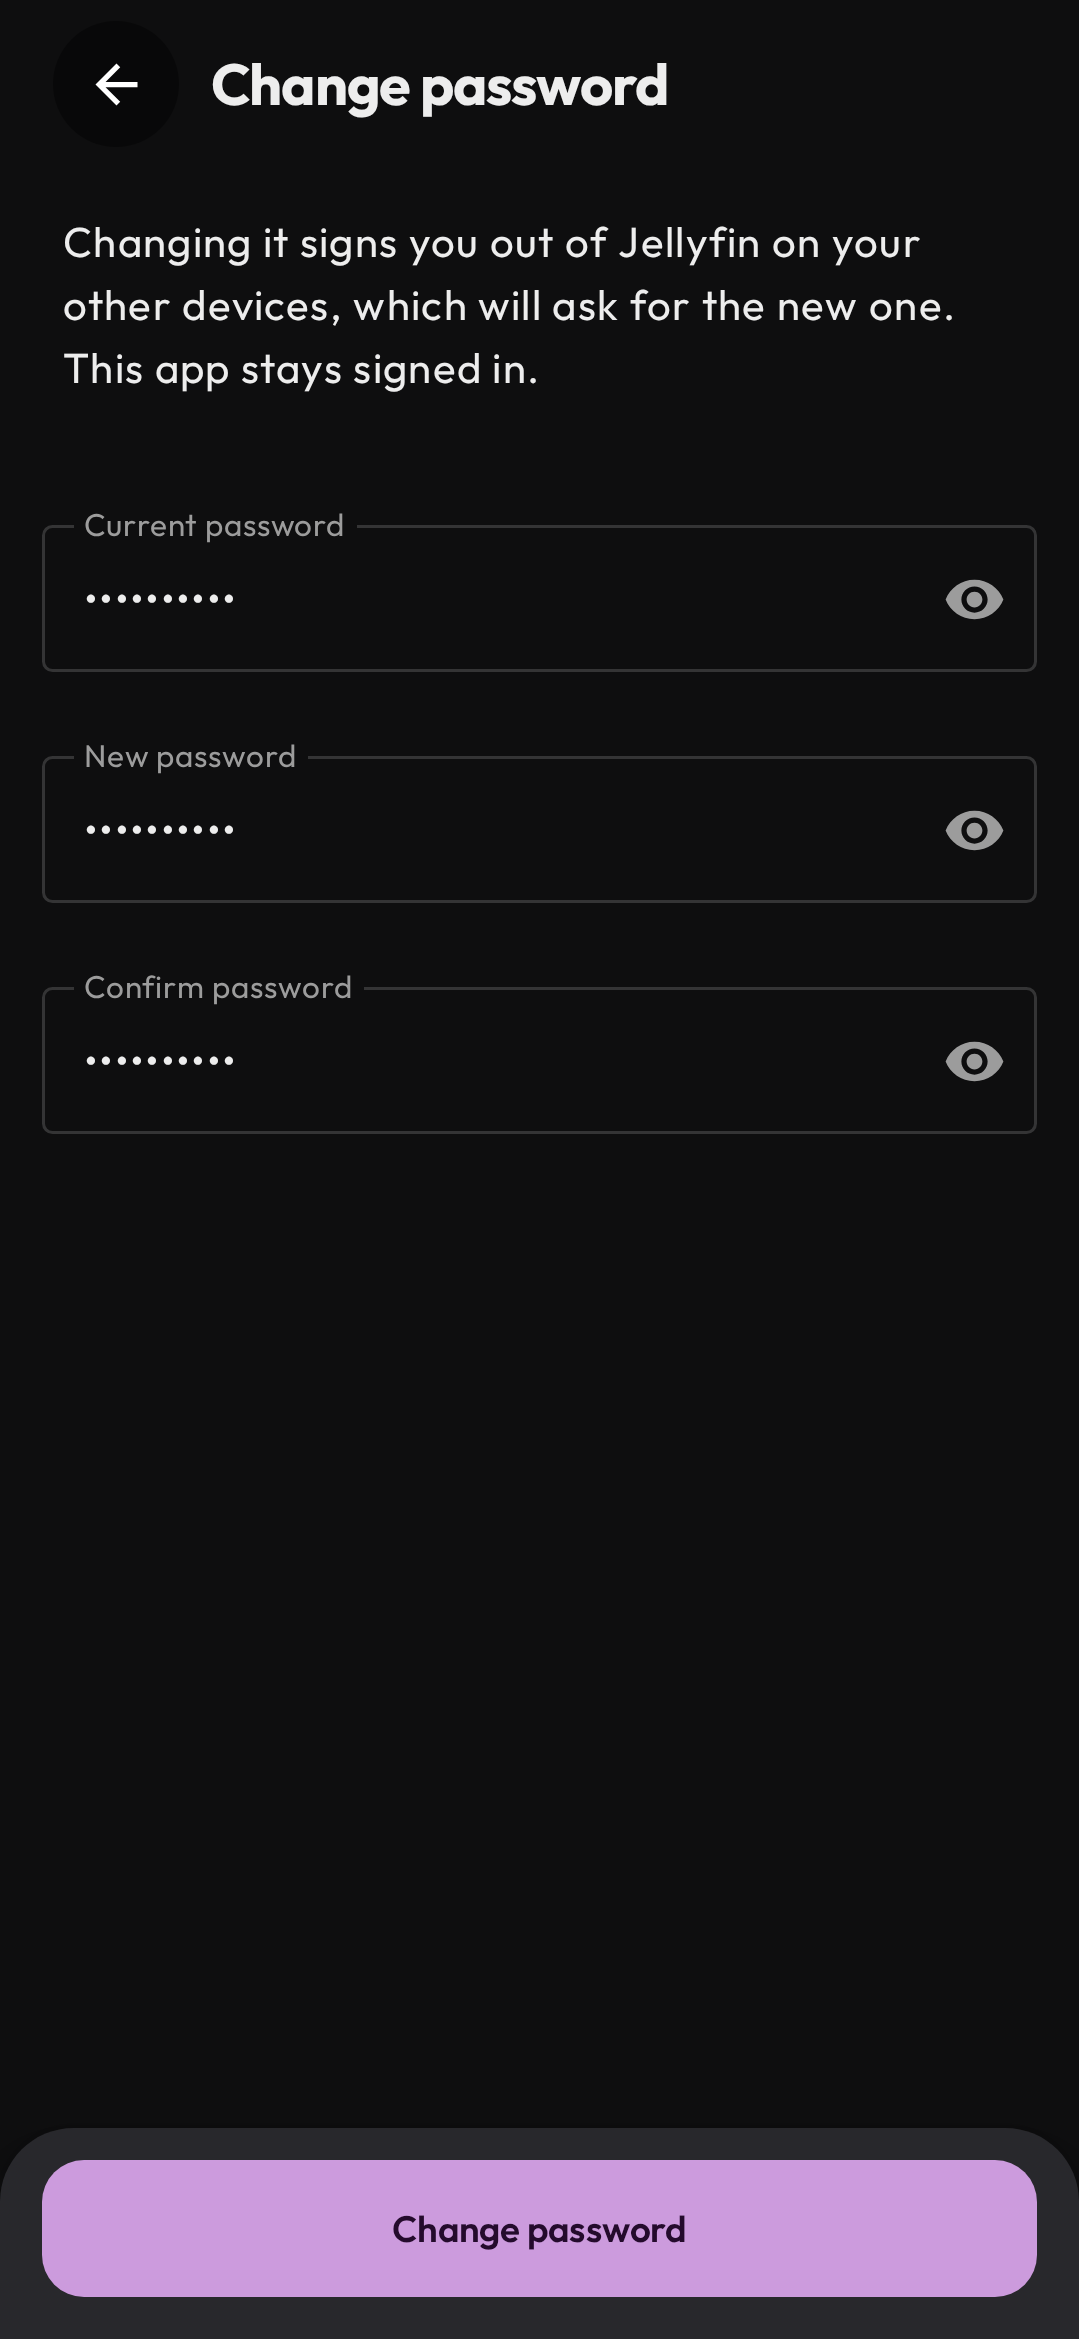 Change password
Changing it signs you out of Jellyfin on your
other devices, which will ask for the new one.
This app stays signed in.
Current password
••••••••••
New password
••••••••••
Confirm password
••••••••••
Change password